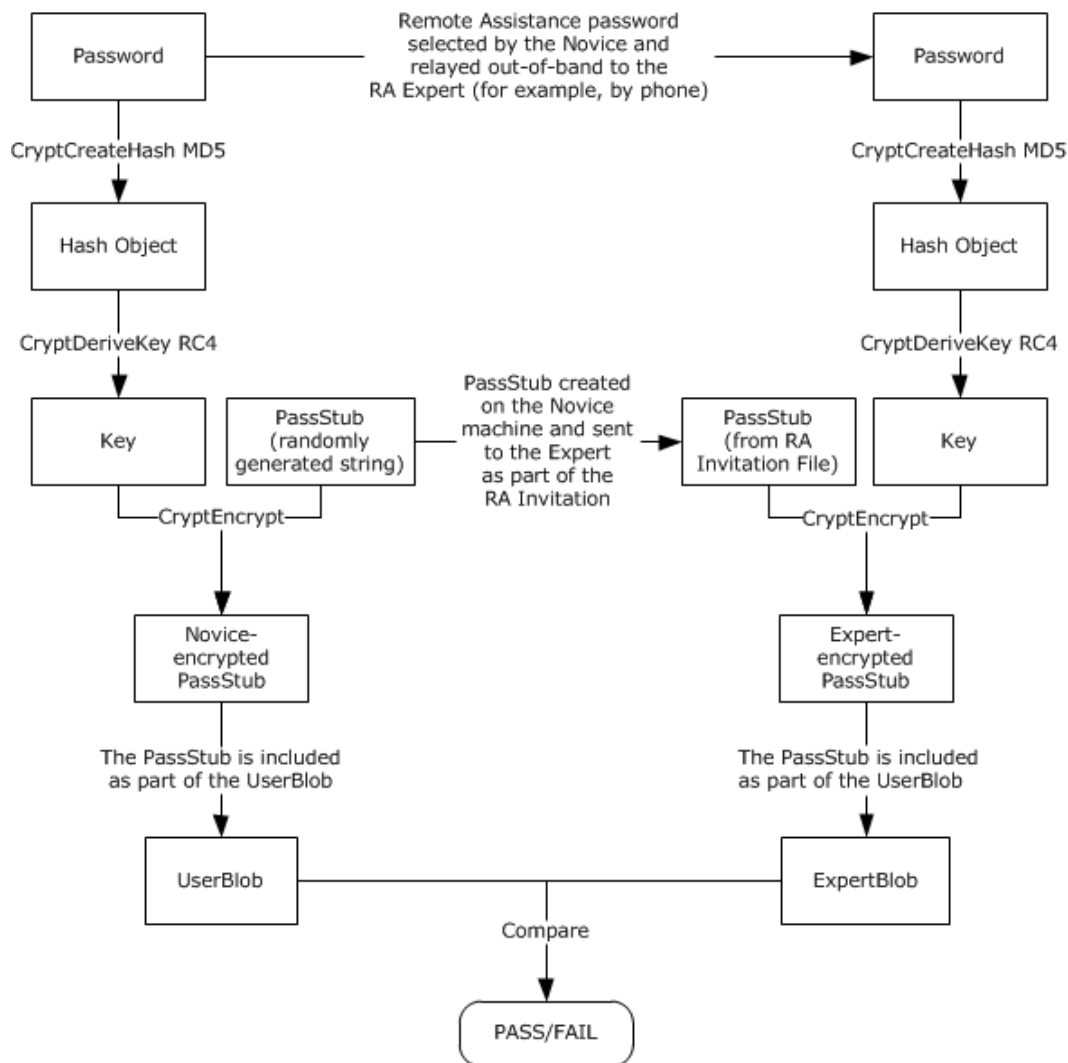 Password
Remote Assistance password
selected by the Novice and
relayed out-of-band to the
RA Expert (for example, by phone)
Password
CryptCreateHash MD5
CryptCreateHash MD5
Hash Object
Hash Object
CryptDeriveKey RC4
CryptDeriveKey RC4
Key
PassStub
(randomly
generated string)
PassStub created
on the Novice
machine and sent
to the Expert
as part of the
RA Invitation
PassStub
(from RA
Invitation File)
Key
CryptEncrypt
CryptEncrypt
Novice-
encrypted
PassStub
Expert-
encrypted
PassStub
The PassStub is included
as part of the UserBlob
The PassStub is included
as part of the UserBlob
UserBlob
ExpertBlob
Compare
PASS/FAIL